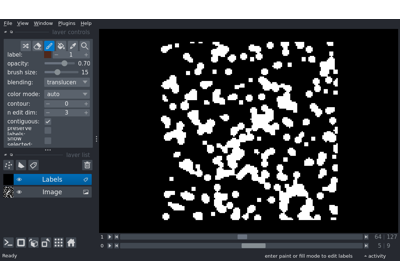 File View Window Plugins Help
layer controls
label: 1
opacity: 0.70
brush size: 15
blending: translucen
color mode: auto
contour: 0
n edit dim: 3
contiguous:
preserve labels:
show selected:
layer list
Labels
Image
1 64 127
0 5 9
Ready enter paint or fill mode to edit labels activity